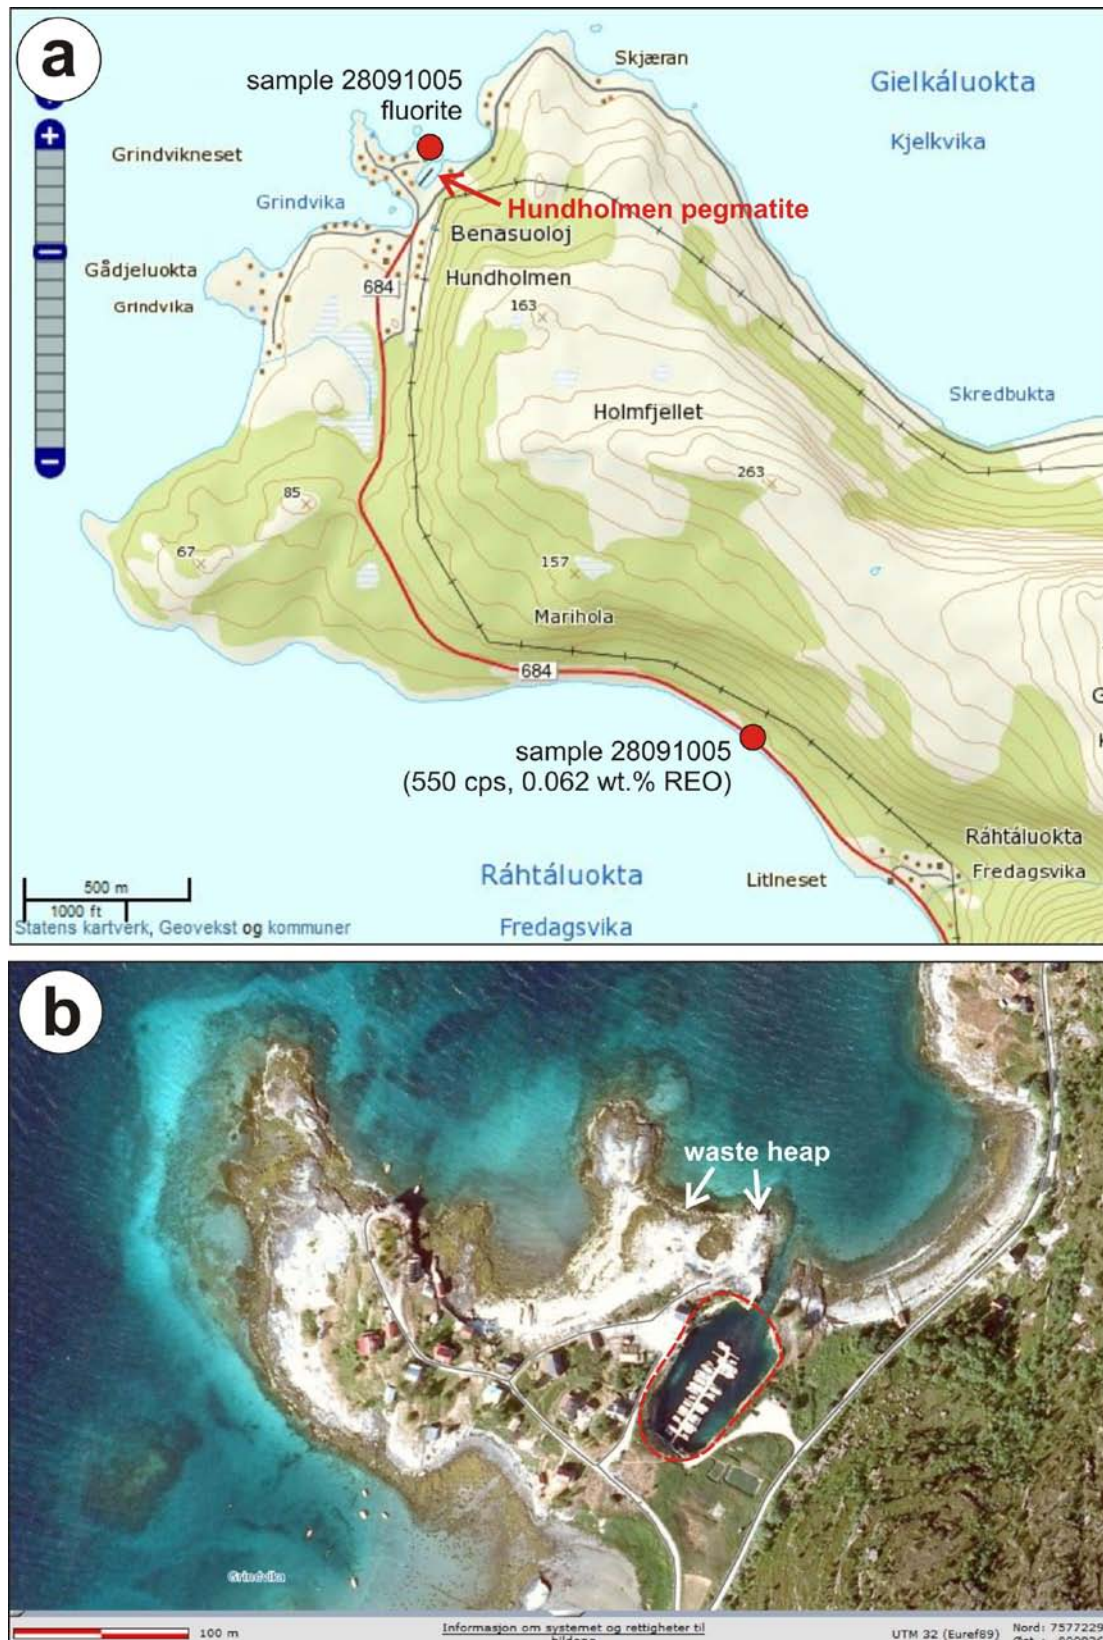 a
Skjæran
sample 28091005
fluorite
Gielkáluokta
Kjelkvika
Grindvikneset
Grindvika
Hundholmen pegmatite
Benasuoloj
Gådjeluokta
Hundholmen
684
Grindvika
163
Skredbukta
Holmfjellet
263
85
67
157
Marihola
684
sample 28091005
(550 cps, 0.062 wt.% REO)
Ráhtáluokta
Fredagsvika
Ráhtáluokta
Litlneset
500 m
1000 ft
Statens kartverk, Geovekst og kommuner
Fredagsvika
b
waste heap
Grindvika
100 m
Informasjon om systemet og rettigheter til
UTM 32 (Euref89)
Nord: 7577229